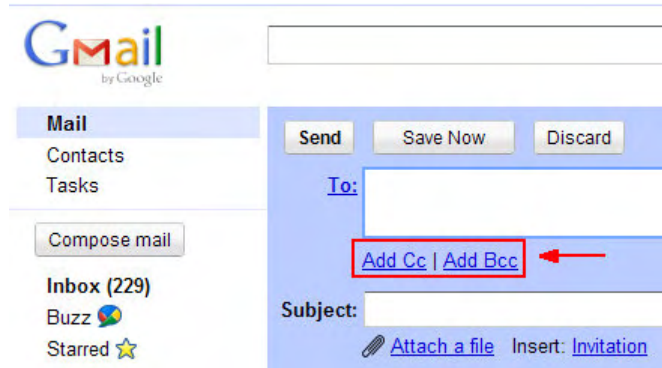 Gmail
by Google
Mail
Contacts
Tasks
Compose mail
Inbox (229)
Buzz
Starred
Send Save Now Discard
To:
Add Cc | Add Bcc
Subject:
Attach a file Insert: Invitation